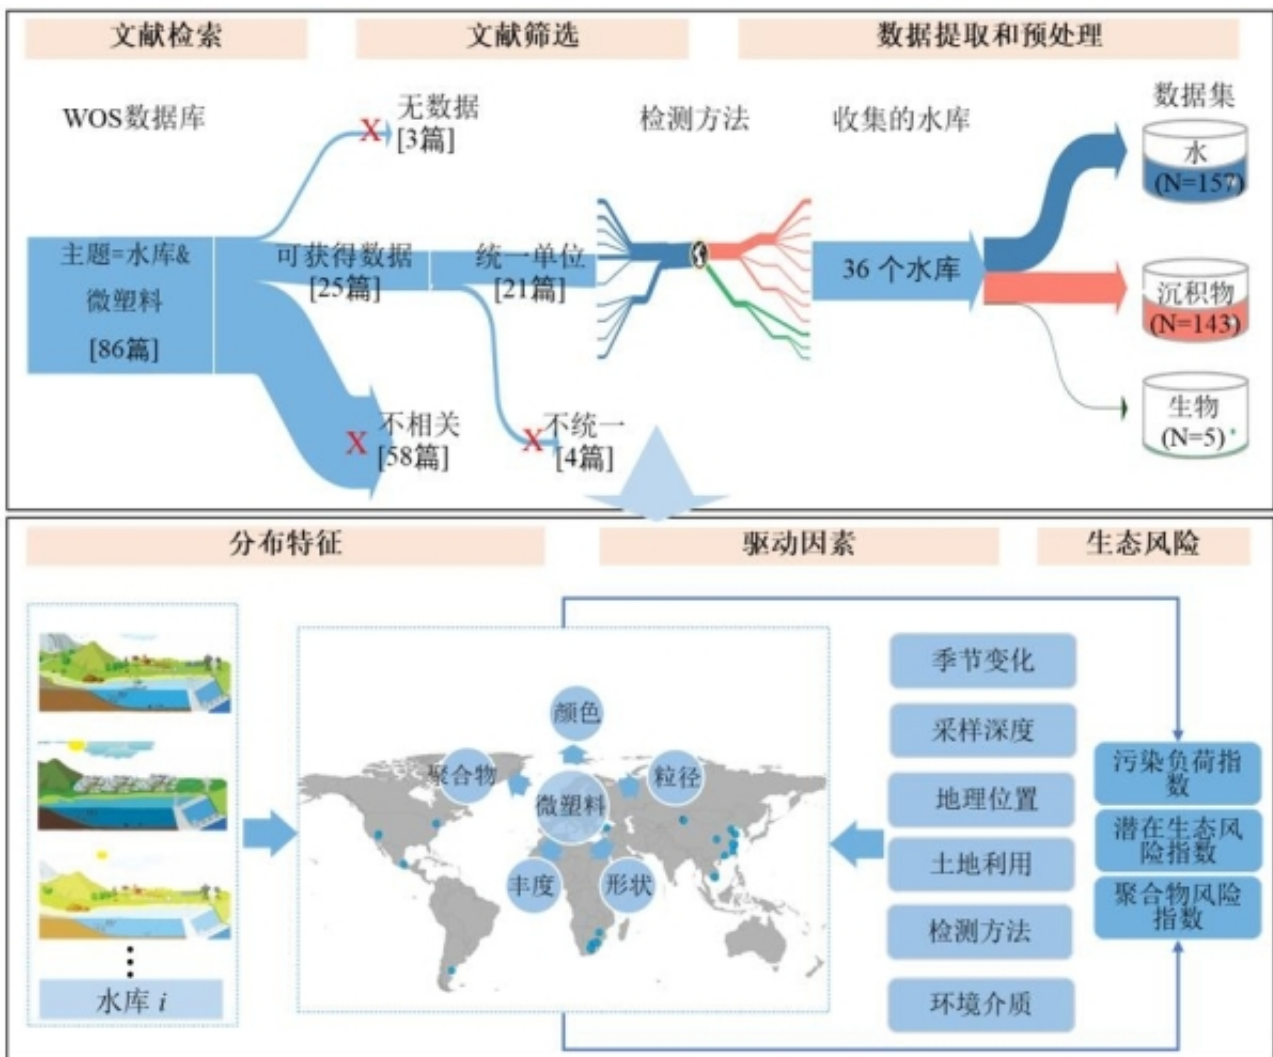 文献检索
文献筛选
数据提取和预处理
WOS数据库
无数据
[3篇]
检测方法
收集的水库
数据集
水
(N=157)
主题=水库&
微塑料
[86篇]
可获得数据
[25篇]
统一单位
[21篇]
36 个水库
沉积物
(N=143)
不相关
[58篇]
不统一
[4篇]
生物
(N=5)
分布特征
驱动因素
生态风险
颜色
聚合物
微塑料
粒径
丰度
形状
水库 i
季节变化
采样深度
地理位置
土地利用
检测方法
环境介质
污染负荷指
数
潜在生态风
险指数
聚合物风险
指数